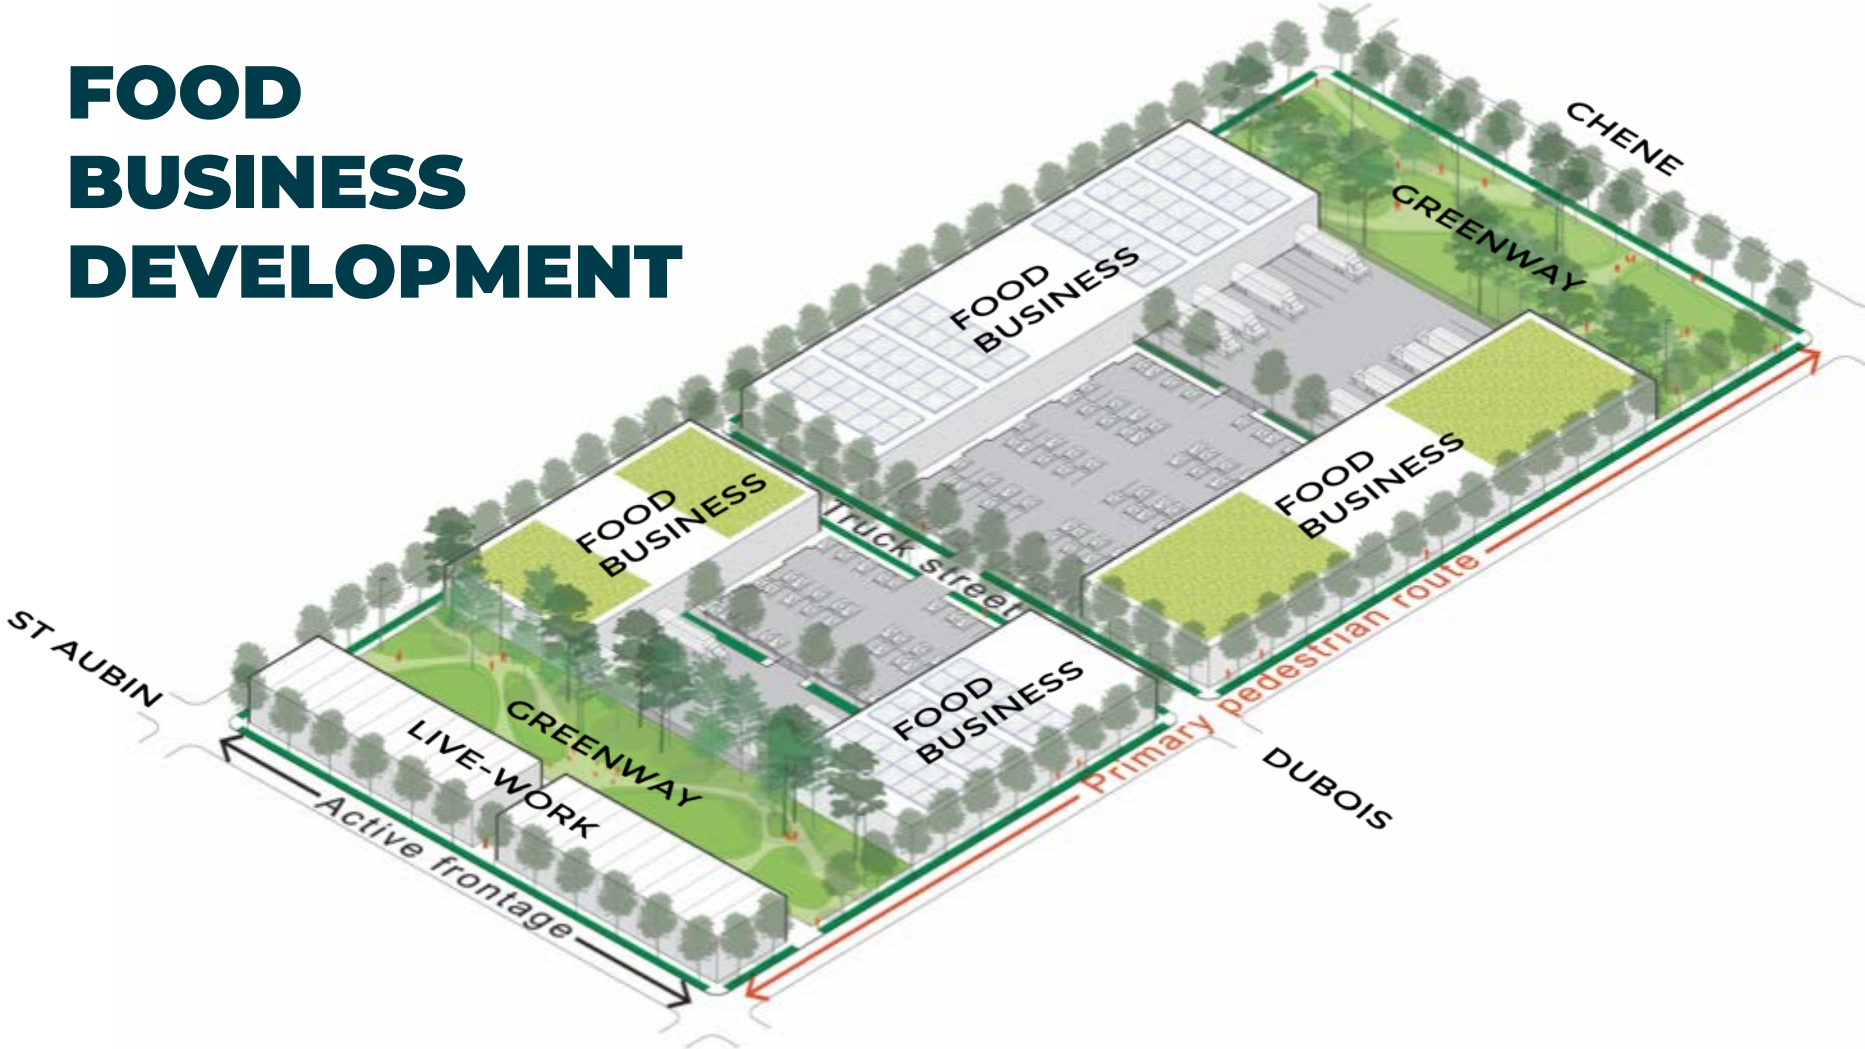 FOOD
BUSINESS
DEVELOPMENT
CHENE
GREENWAY
FOOD
BUSINESS
FOOD
BUSINESS
FOOD
BUSINESS
Truck street
Primary pedestrian route
ST AUBIN
GREENWAY
FOOD
BUSINESS
LIVE-WORK
DUBOIS
Active frontage